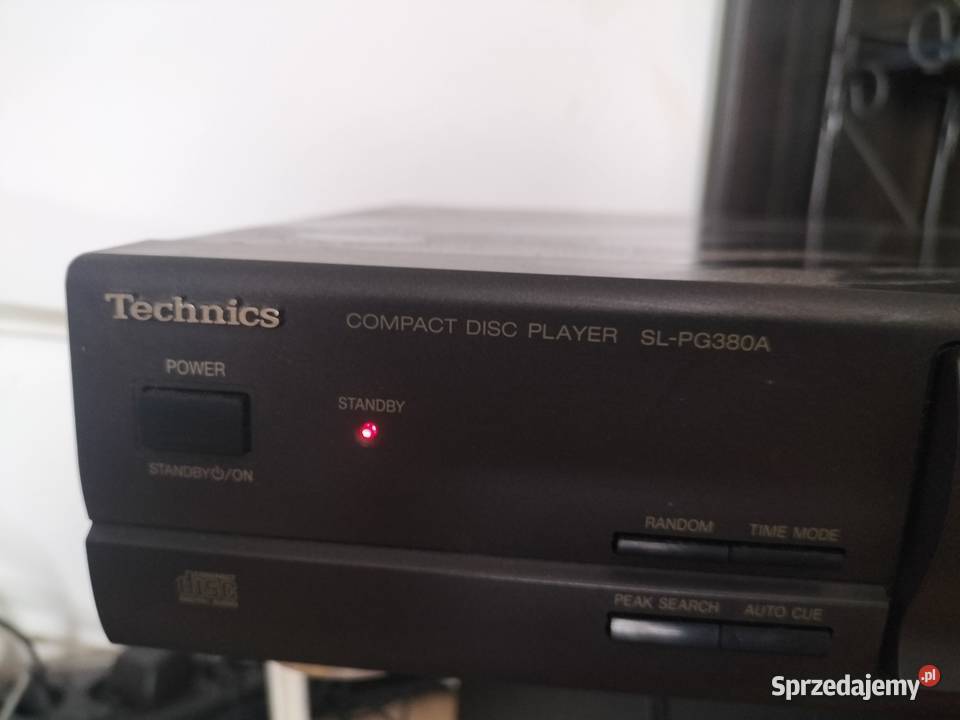 Technics
COMPACT DISC PLAYER SL-PG380A
POWER
STANDBY
STANDBY⏻/ON
RANDOM TIME MODE
disc
PEAK SEARCH AUTO CUE
Sprzedajemy.pl